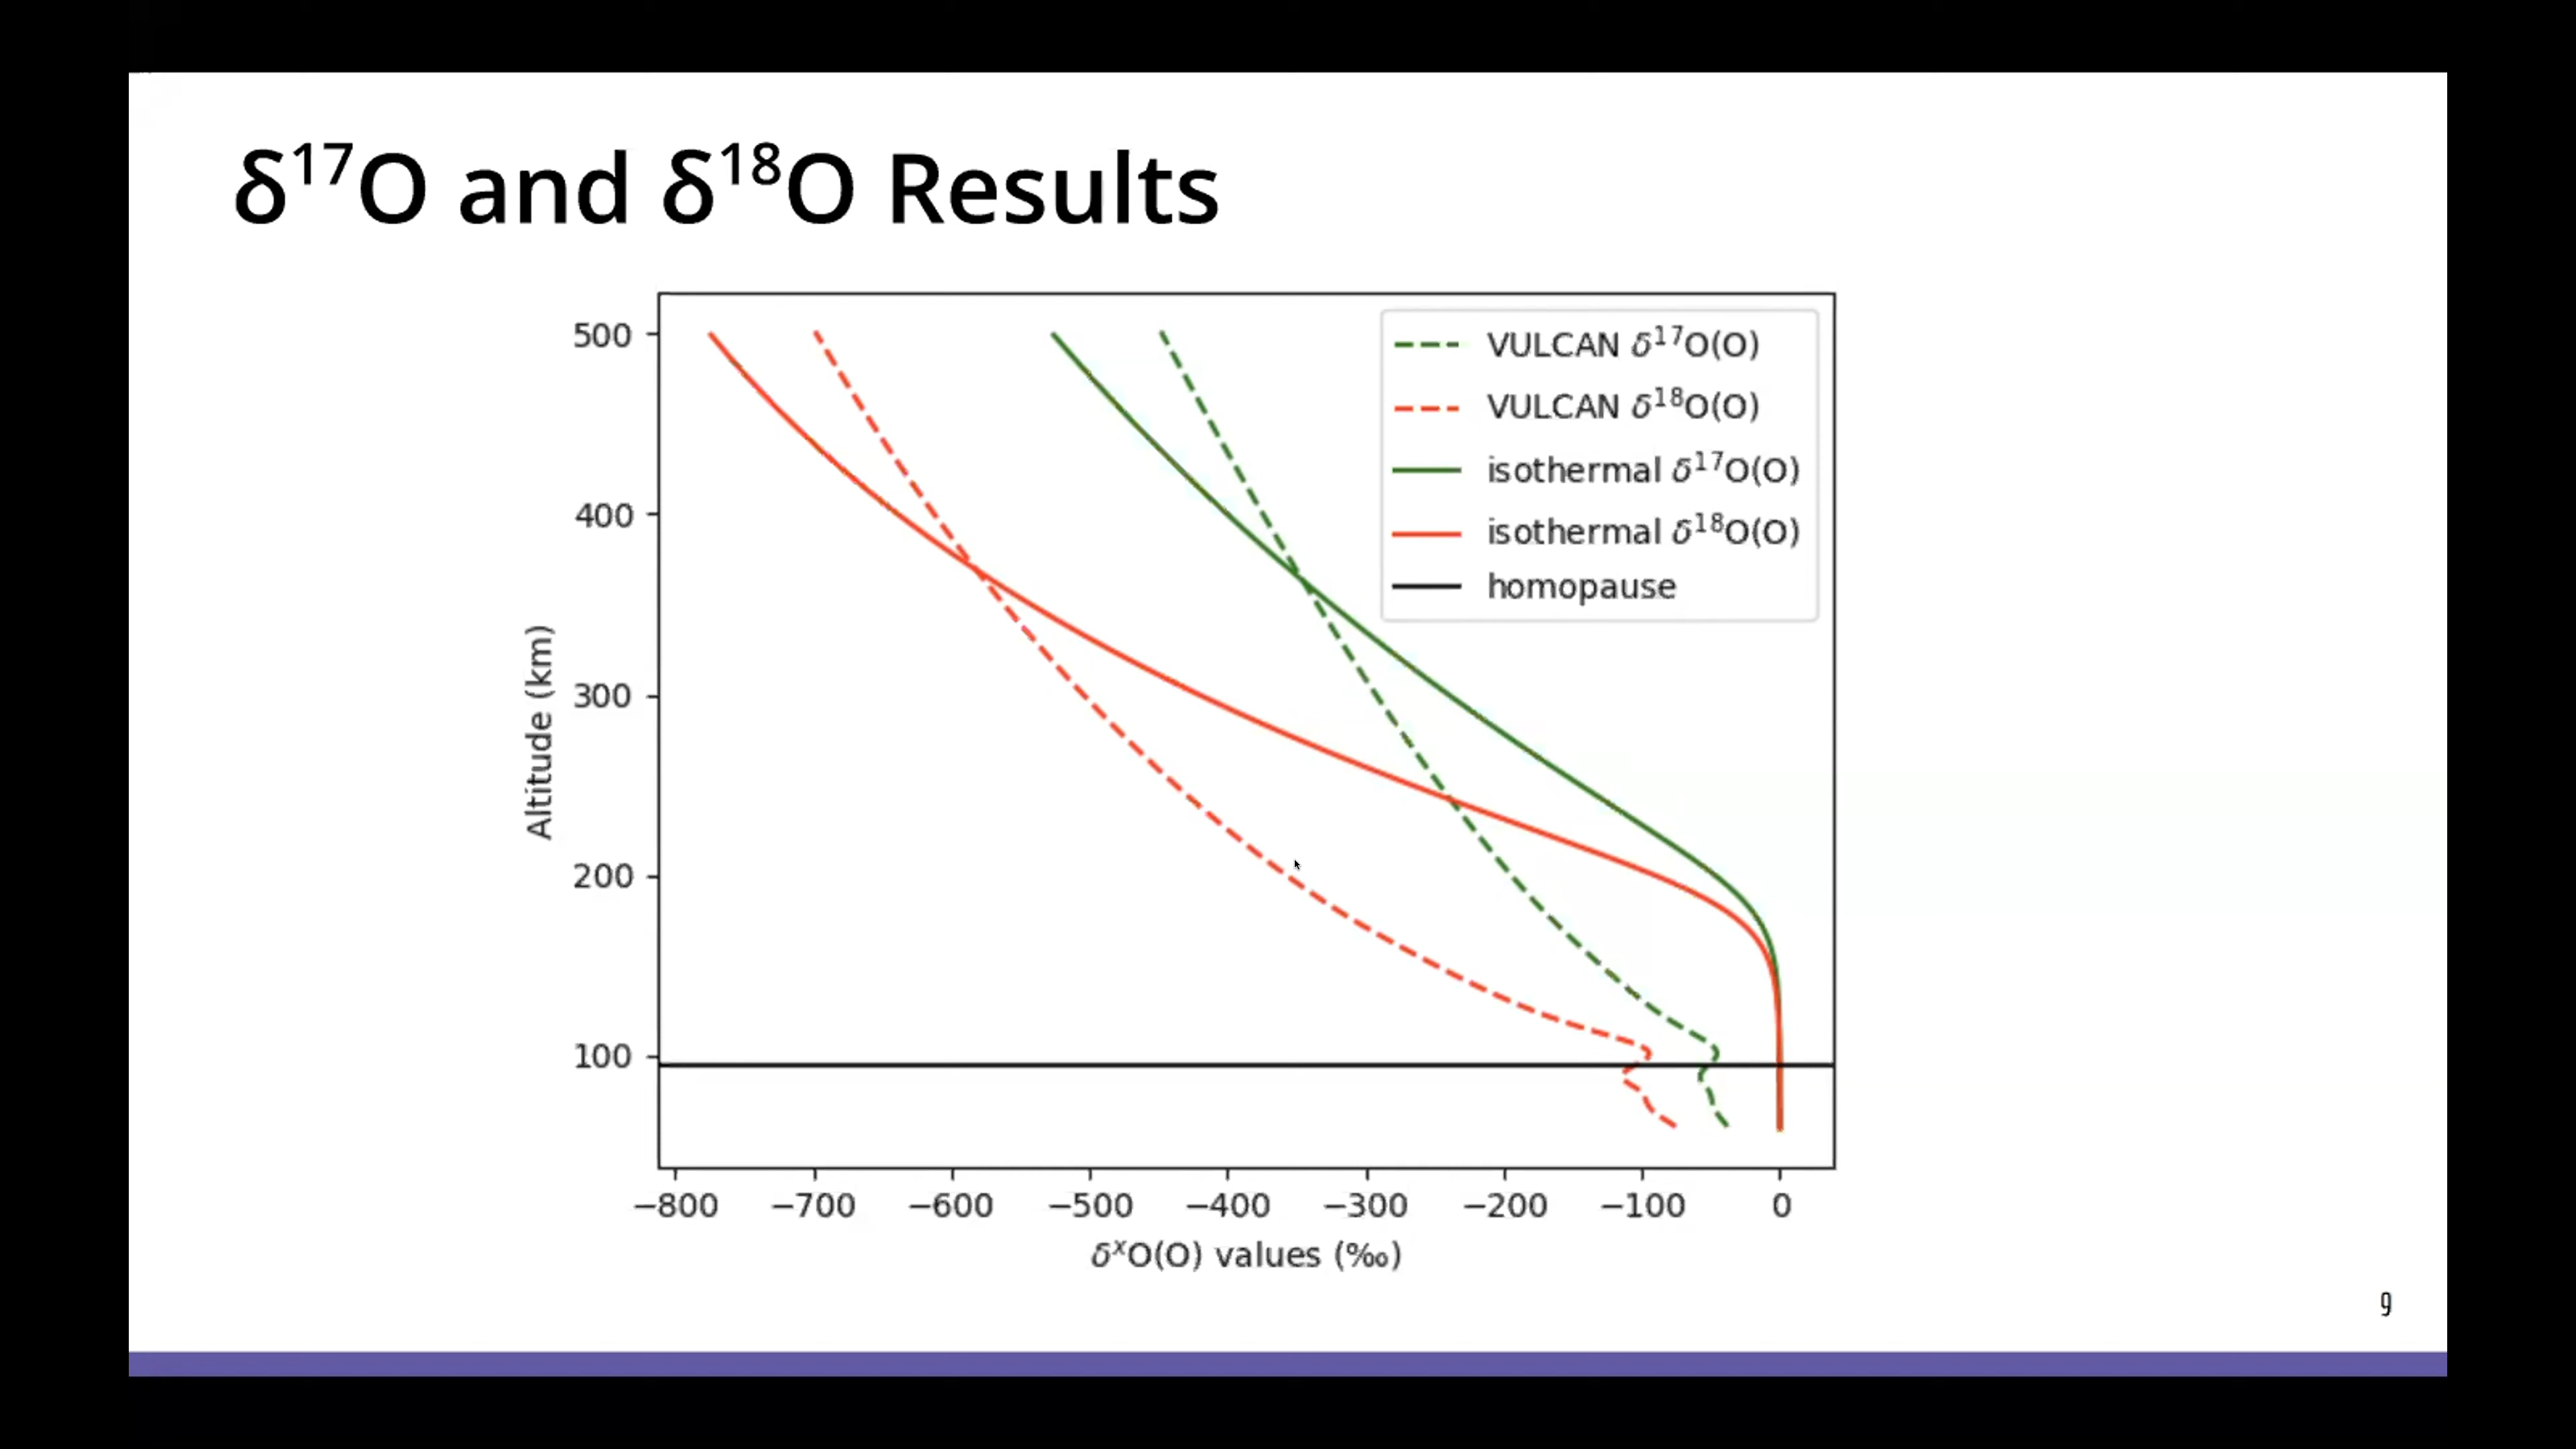 δ¹⁷O and δ¹⁸O Results
500
400
300
200
100
Altitude (km)
VULCAN δ¹⁷O(O)
VULCAN δ¹⁸O(O)
isothermal δ¹⁷O(O)
isothermal δ¹⁸O(O)
homopause
−800 −700 −600 −500 −400 −300 −200 −100 0
δˣO(O) values (‰)
9